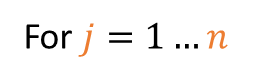 For j = 1 ... n